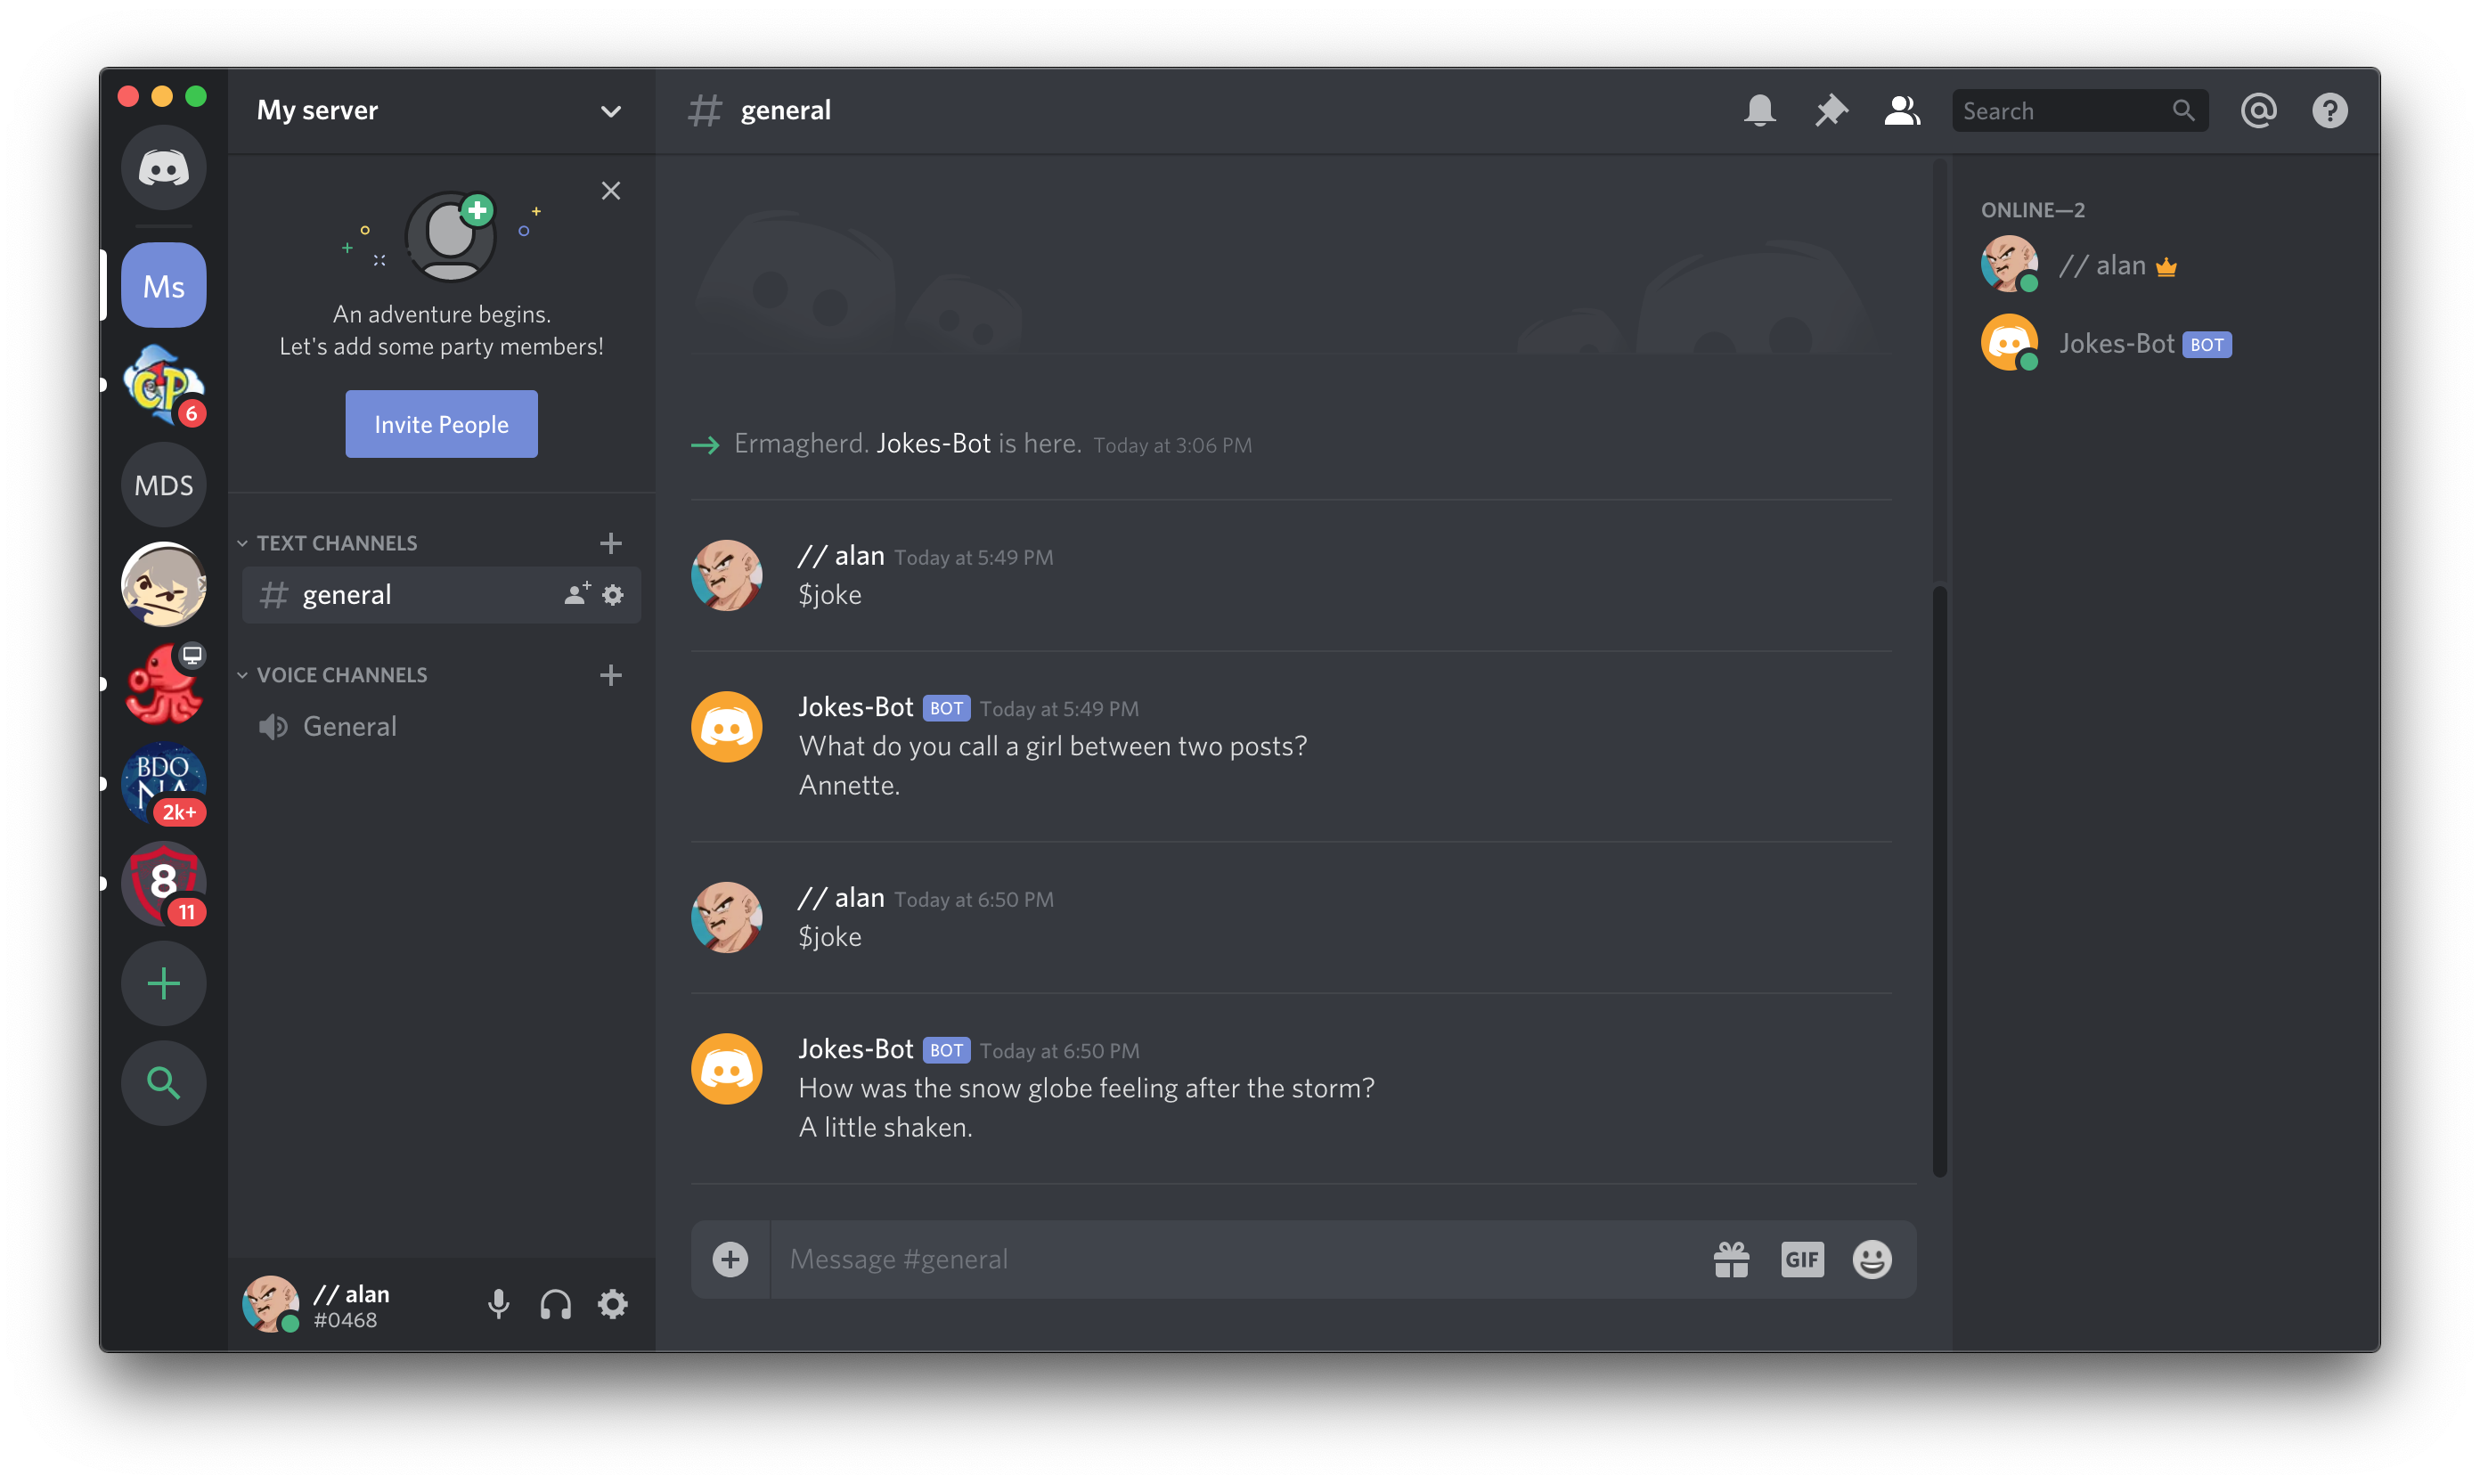 My server
general
Search
Ms
CP
6
MDS
BDO
NA
2k+
8
11
An adventure begins.
Let's add some party members!
Invite People
TEXT CHANNELS
general
VOICE CHANNELS
General
// alan
#0468
Ermagherd. Jokes-Bot is here. Today at 3:06 PM
// alan Today at 5:49 PM
$joke
Jokes-Bot BOT Today at 5:49 PM
What do you call a girl between two posts?
Annette.
// alan Today at 6:50 PM
$joke
Jokes-Bot BOT Today at 6:50 PM
How was the snow globe feeling after the storm?
A little shaken.
Message #general
GIF
ONLINE—2
// alan
Jokes-Bot BOT